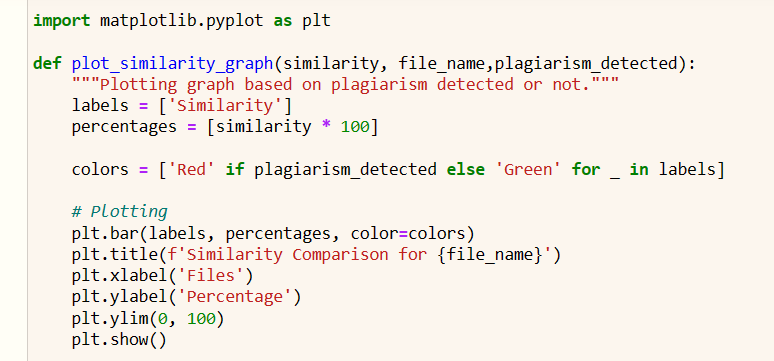 import matplotlib.pyplot as plt

def plot_similarity_graph(similarity, file_name,plagiarism_detected):
    """Plotting graph based on plagiarism detected or not."""
    labels = ['Similarity']
    percentages = [similarity * 100]

    colors = ['Red' if plagiarism_detected else 'Green' for _ in labels]

    # Plotting
    plt.bar(labels, percentages, color=colors)
    plt.title(f'Similarity Comparison for {file_name}')
    plt.xlabel('Files')
    plt.ylabel('Percentage')
    plt.ylim(0, 100)
    plt.show()